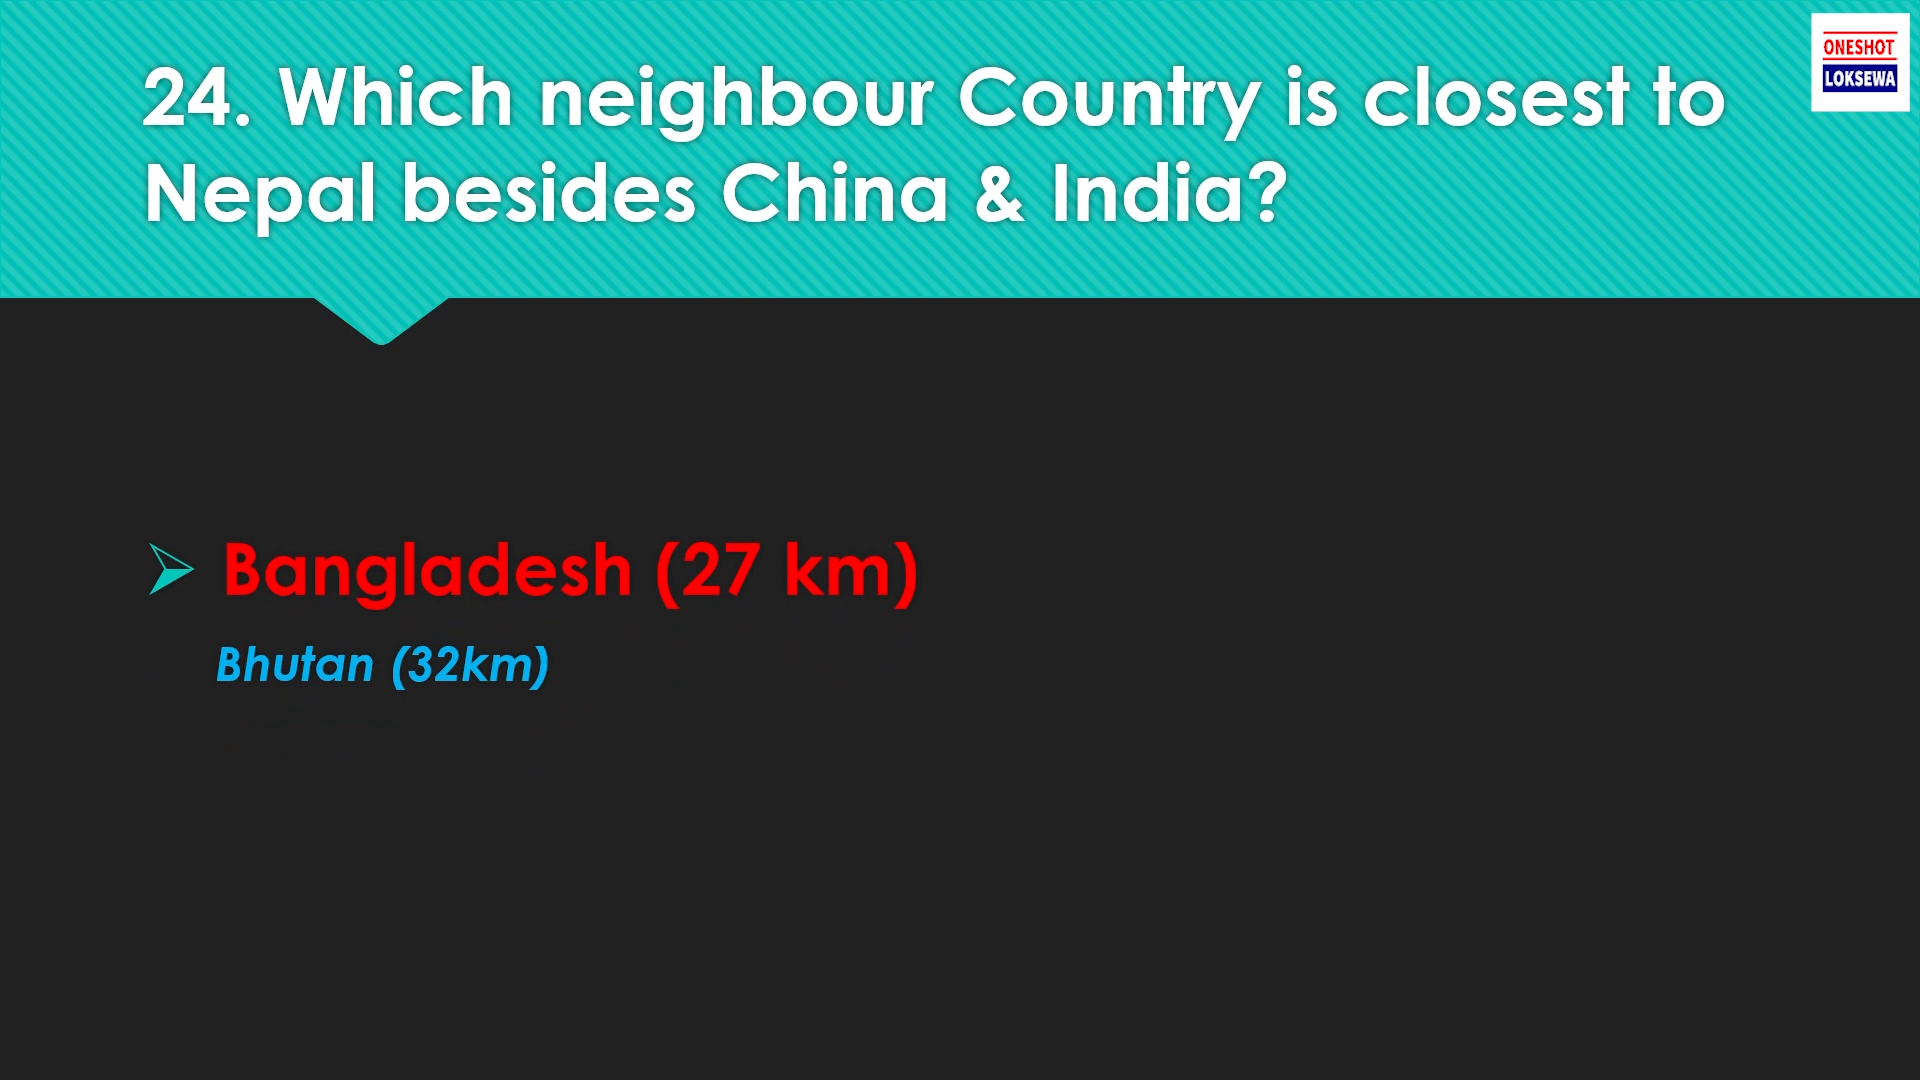 24. Which neighbour Country is closest to
Nepal besides China & India?
ONESHOT
LOKSEWA
Bangladesh (27 km)
Bhutan (32km)